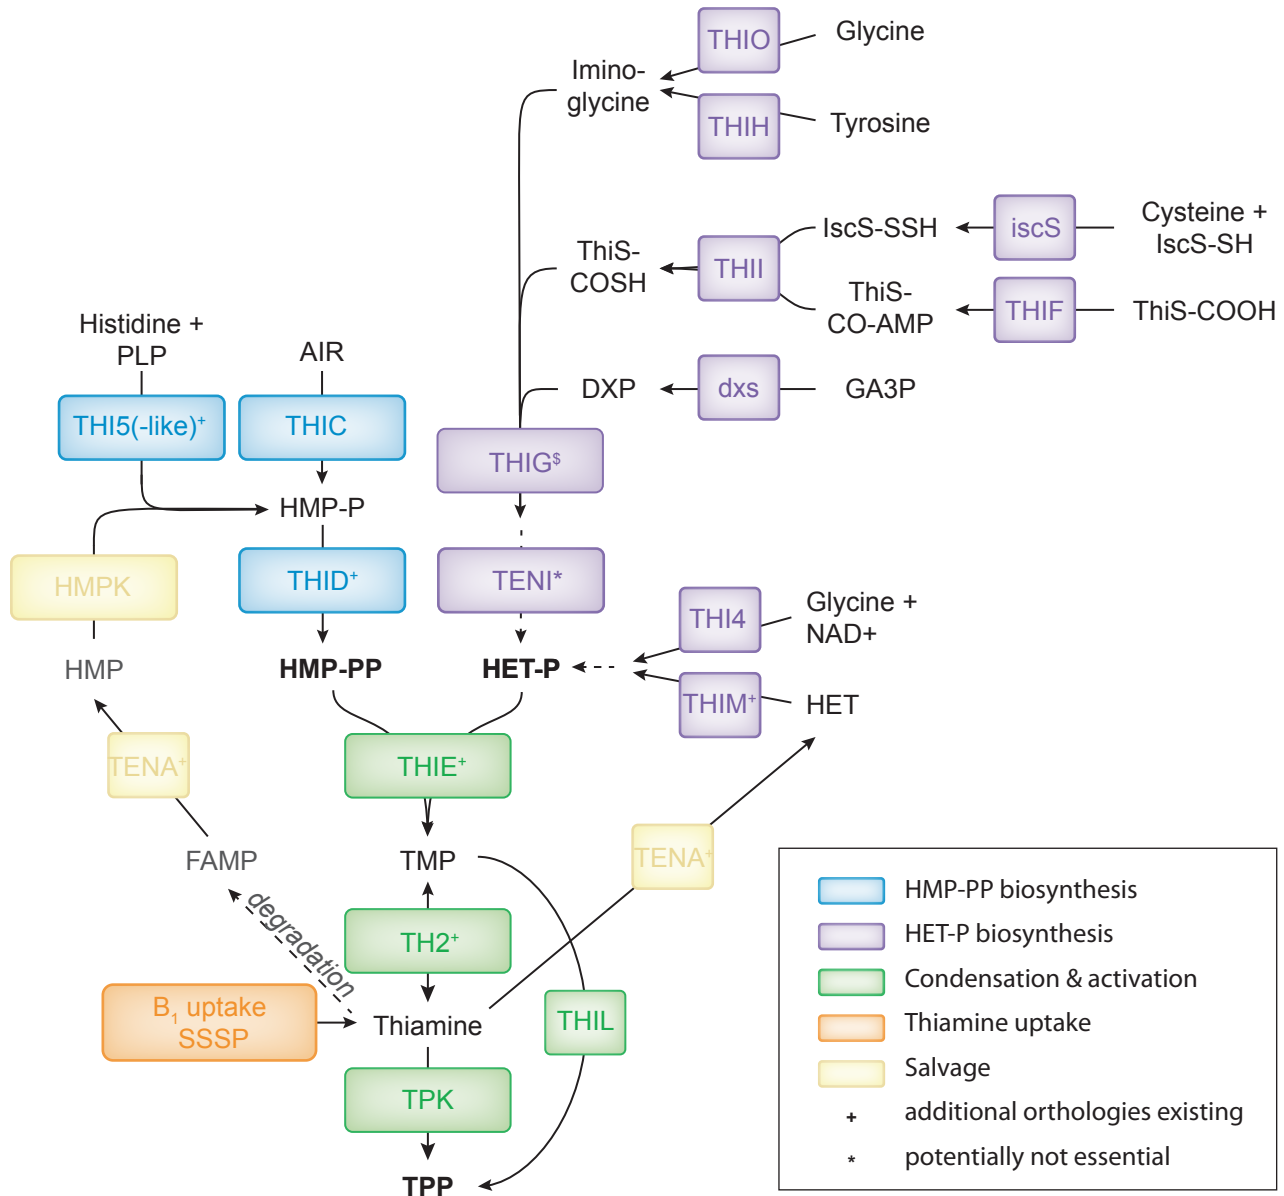 THIO
Glycine
Imino-
glycine
THIH
Tyrosine
ThiS-
COSH
THII
IscS-SSH
iscS
Cysteine +
IscS-SH
ThiS-
CO-AMP
THIF
ThiS-COOH
Histidine +
PLP
AIR
DXP
dxs
GA3P
THI5(-like)+
THIC
THIG$
HMP-P
HMPK
THID+
TENI*
THI4
Glycine +
NAD+
HMP
HMP-PP
HET-P
THIM+
HET
TENA+
THIE+
FAMP
TMP
TENA+
degradation
TH2+
B1 uptake
SSSP
Thiamine
THIL
TPK
TPP
HMP-PP biosynthesis
HET-P biosynthesis
Condensation & activation
Thiamine uptake
Salvage
+ additional orthologies existing
* potentially not essential